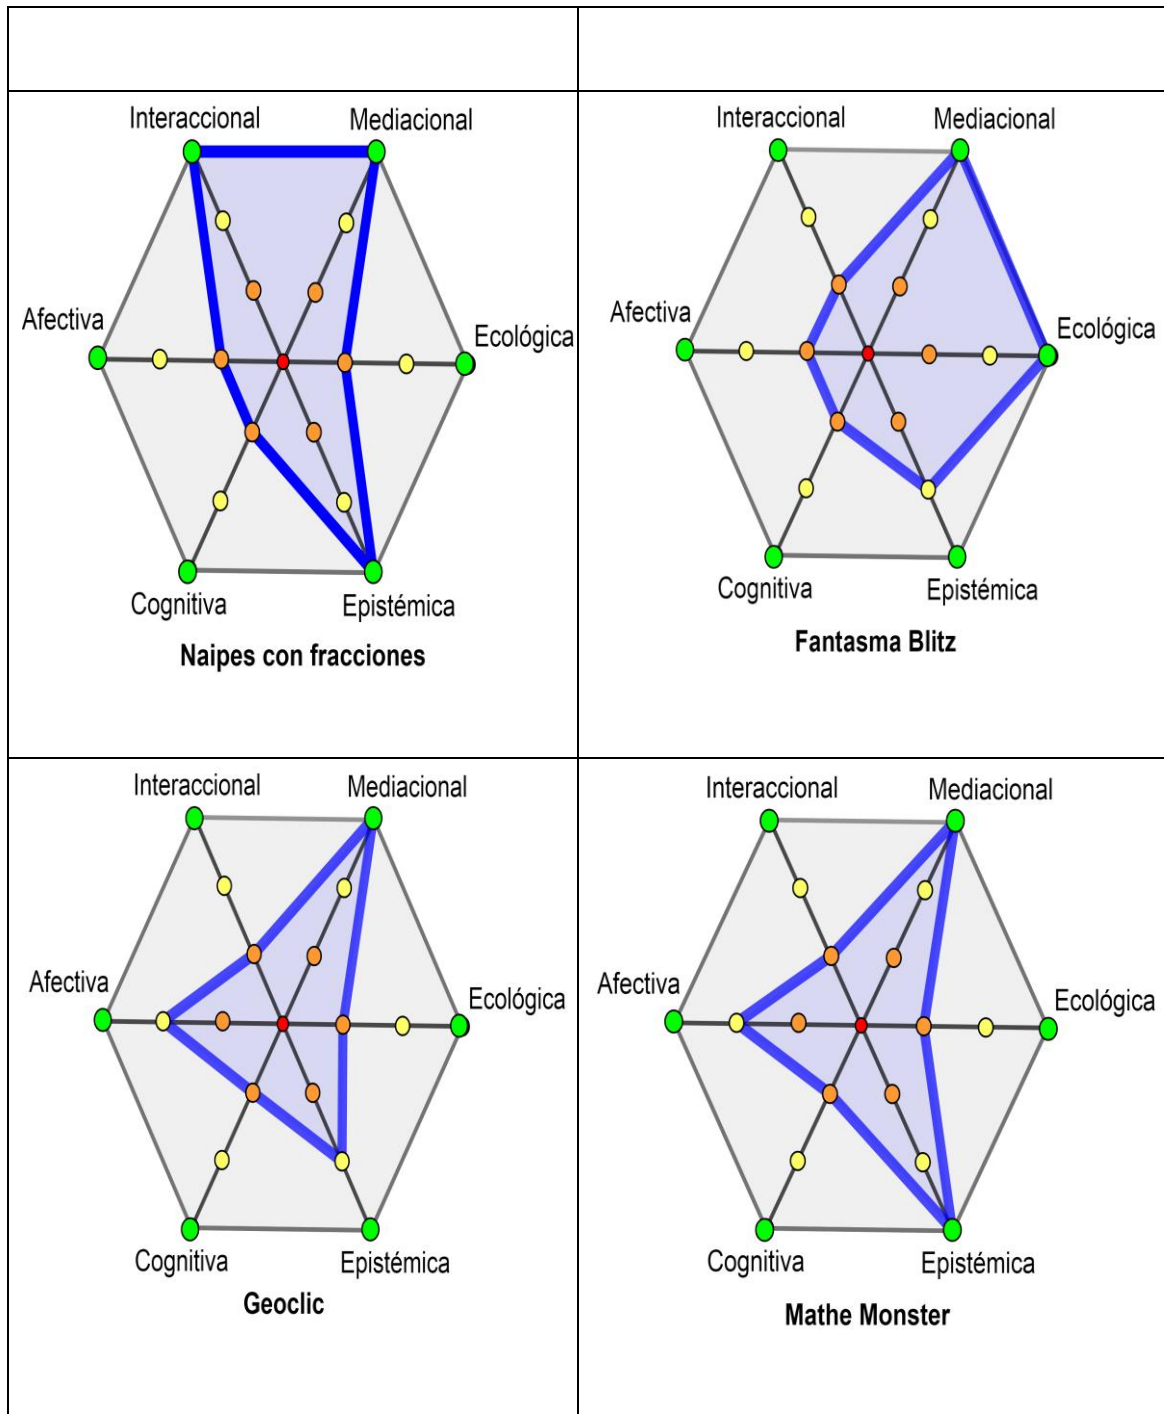 Interaccional
Mediacional
Afectiva
Ecológica
Cognitiva
Epistémica
Naipes con fracciones
Interaccional
Mediacional
Afectiva
Ecológica
Cognitiva
Epistémica
Fantasma Blitz
Interaccional
Mediacional
Afectiva
Ecológica
Cognitiva
Epistémica
Geoclic
Interaccional
Mediacional
Afectiva
Ecológica
Cognitiva
Epistémica
Mathe Monster